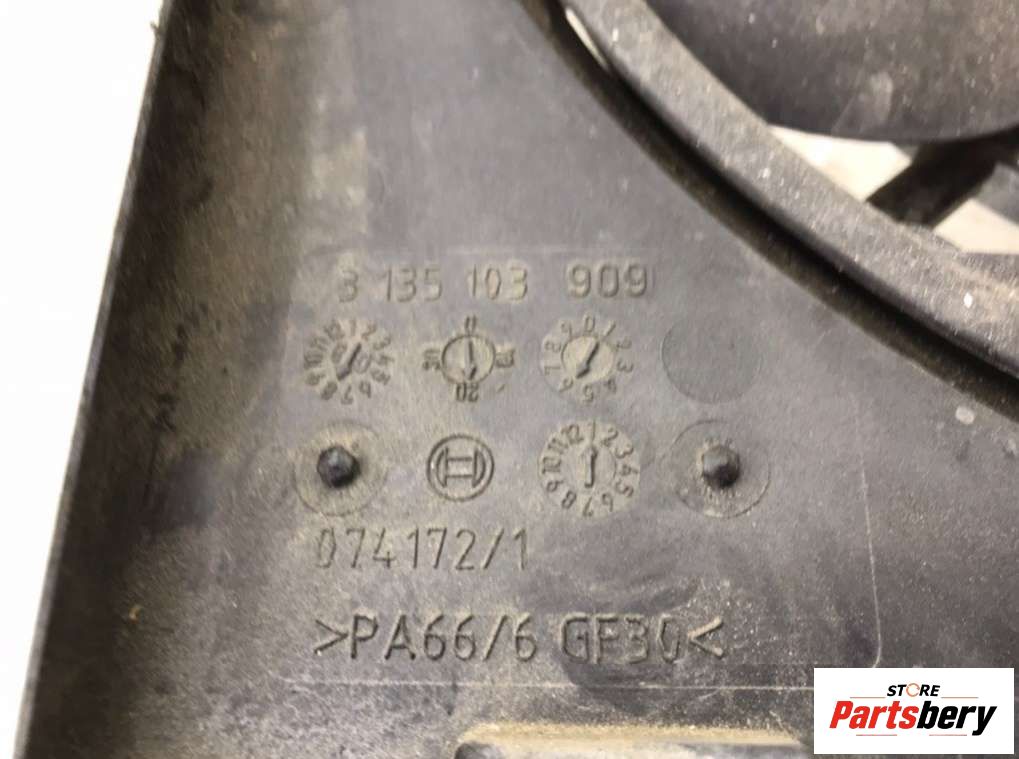 3 135 103 909
074172/1
>PA66/6 GF30<
STORE
Partsbery